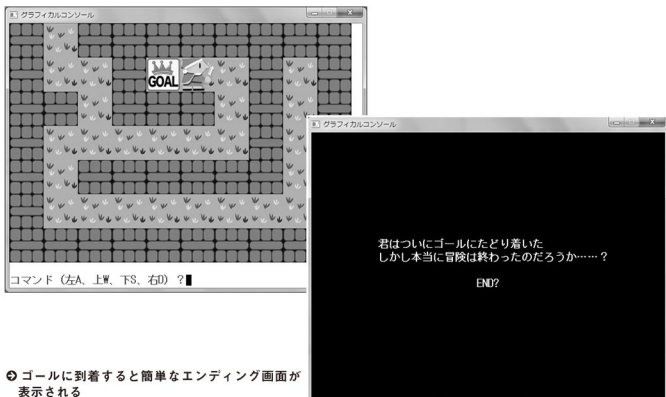 グラフィカルコンソール
GOAL
コマンド (左A、上W、下S、右D) ?
グラフィカルコンソール
君はついにゴールにたどり着いた
しかし本当に冒険は終わったのだろうか……?
END?
ゴールに到着すると簡単なエンディング画面が
表示される